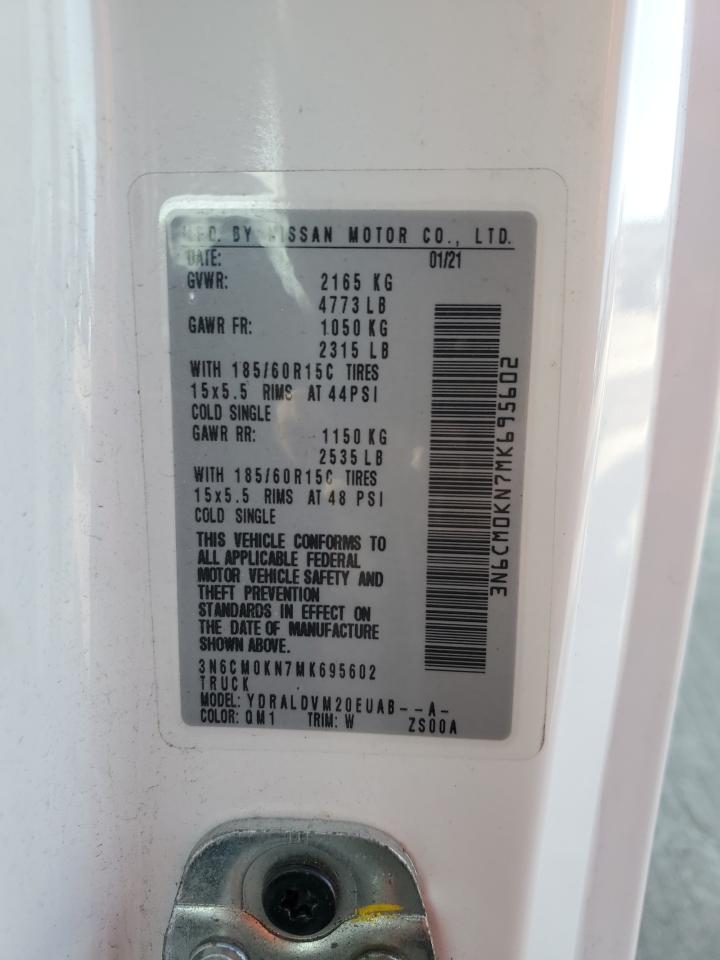 MFD. BY NISSAN MOTOR CO., LTD.
DATE: 01/21
GVWR: 2165 KG
4773 LB
GAWR FR: 1050 KG
2315 LB
WITH 185/60R15C TIRES
15x5.5 RIMS AT 44PSI
COLD SINGLE
GAWR RR: 1150 KG
2535 LB
WITH 185/60R15C TIRES
15x5.5 RIMS AT 48 PSI
COLD SINGLE
THIS VEHICLE CONFORMS TO
ALL APPLICABLE FEDERAL
MOTOR VEHICLE SAFETY AND
THEFT PREVENTION
STANDARDS IN EFFECT ON
THE DATE OF MANUFACTURE
SHOWN ABOVE.
3N6CM0KN7MK695602
TRUCK
MODEL: YDRALDVM20EUAB--A-
COLOR: QM1 TRIM: W ZS00A
3N6CM0KN7MK695602